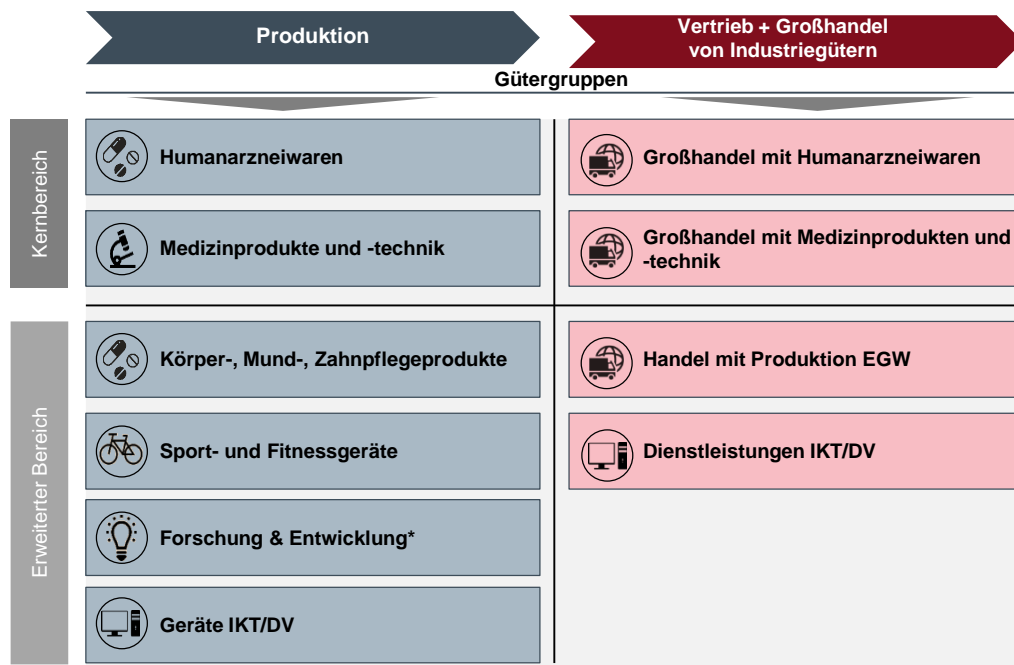 Produktion
Vertrieb + Großhandel
von Industriegütern
Gütergruppen
Kernbereich
Humanarzneiwaren
Großhandel mit Humanarzneiwaren
Medizinprodukte und -technik
Großhandel mit Medizinprodukten und
-technik
Erweiterter Bereich
Körper-, Mund-, Zahnpflegeprodukte
Handel mit Produktion EGW
Sport- und Fitnessgeräte
Dienstleistungen IKT/DV
Forschung & Entwicklung*
Geräte IKT/DV